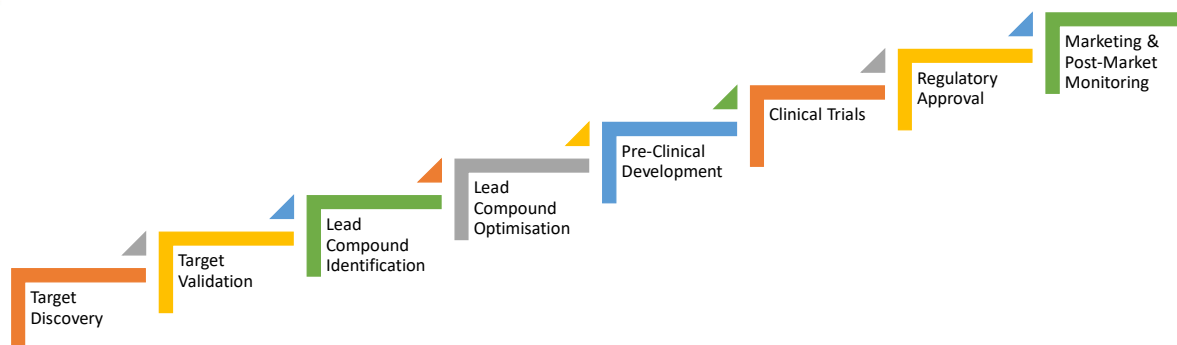 Target
Discovery
Target
Validation
Lead
Compound
Identification
Lead
Compound
Optimisation
Pre-Clinical
Development
Clinical Trials
Regulatory
Approval
Marketing &
Post-Market
Monitoring